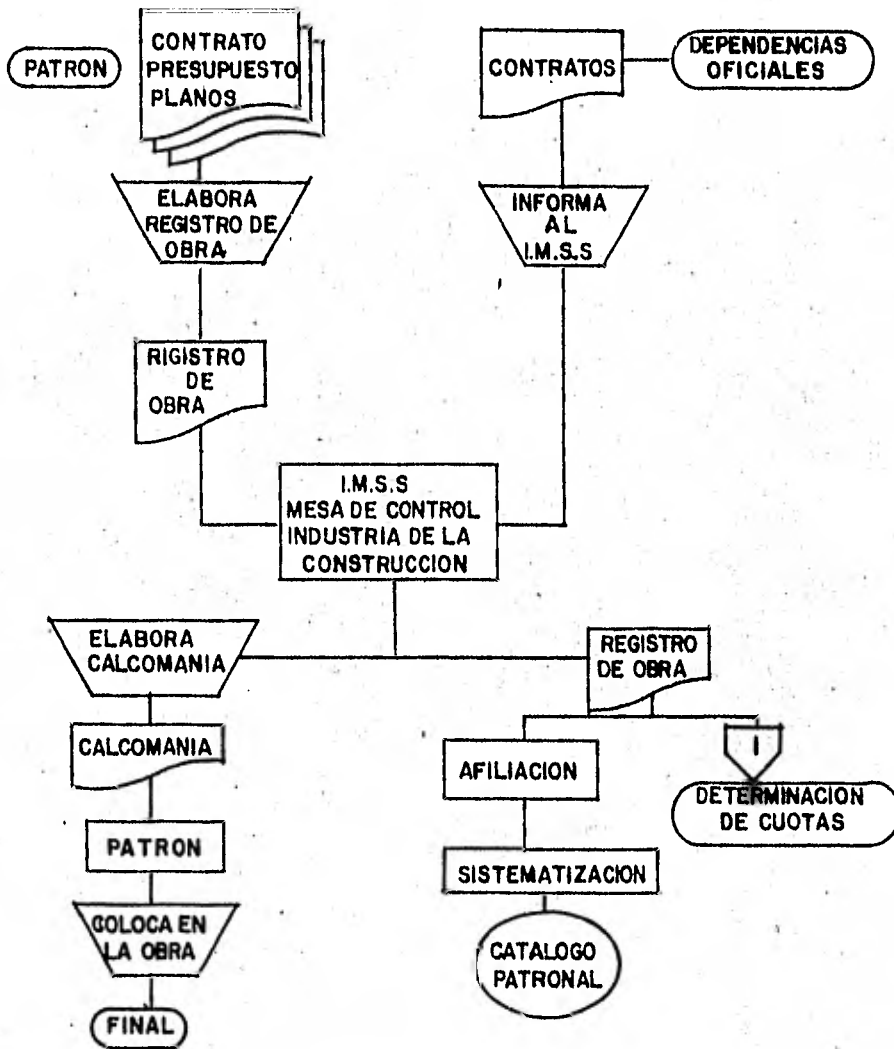 PATRON
CONTRATO
PRESUPUESTO
PLANOS
CONTRATOS
DEPENDENCIAS
OFICIALES
ELABORA
REGISTRO DE
OBRA
INFORMA
AL
I.M.S.S
RIGISTRO
DE
OBRA
I.M.S.S
MESA DE CONTROL
INDUSTRIA DE LA
CONSTRUCCION
ELABORA
CALCOMANIA
REGISTRO
DE OBRA
CALCOMANIA
AFILIACION
I
DETERMINACION
DE CUOTAS
PATRON
SISTEMATIZACION
COLOCA EN
LA OBRA
CATALOGO
PATRONAL
FINAL